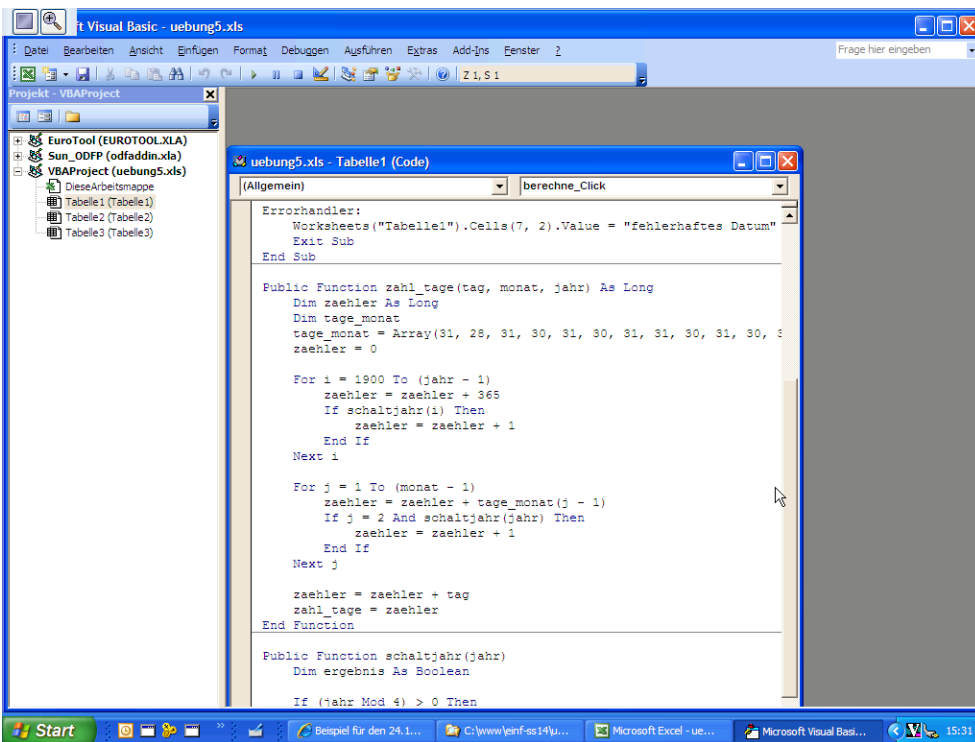 ft Visual Basic - uebung5.xls
Datei Bearbeiten Ansicht Einfügen Format Debuggen Ausführen Extras Add-Ins Fenster ? Frage hier eingeben
Z 1, S 1
Projekt - VBAProject
EuroTool (EUROTOOL.XLA)
Sun_ODFP (odfaddin.xla)
VBAProject (uebung5.xls)
DieseArbeitsmappe
Tabelle1 (Tabelle1)
Tabelle2 (Tabelle2)
Tabelle3 (Tabelle3)
uebung5.xls - Tabelle1 (Code)
(Allgemein) berechne_Click
Errorhandler:
Worksheets("Tabelle1").Cells(7, 2).Value = "fehlerhaftes Datum"
Exit Sub
End Sub
Public Function zahl_tage(tag, monat, jahr) As Long
Dim zaehler As Long
Dim tage_monat
tage_monat = Array(31, 28, 31, 30, 31, 30, 31, 31, 30, 31, 30,
zaehler = 0
For i = 1900 To (jahr - 1)
zaehler = zaehler + 365
If schaltjahr(i) Then
zaehler = zaehler + 1
End If
Next i
For j = 1 To (monat - 1)
zaehler = zaehler + tage_monat(j - 1)
If j = 2 And schaltjahr(jahr) Then
zaehler = zaehler + 1
End If
Next j
zaehler = zaehler + tag
zahl_tage = zaehler
End Function
Public Function schaltjahr(jahr)
Dim ergebnis As Boolean
If (jahr Mod 4) > 0 Then
Start Beispiel für den 24.1... C:\www\einf-ss14\u... Microsoft Excel - ue... Microsoft Visual Basi... 15:31